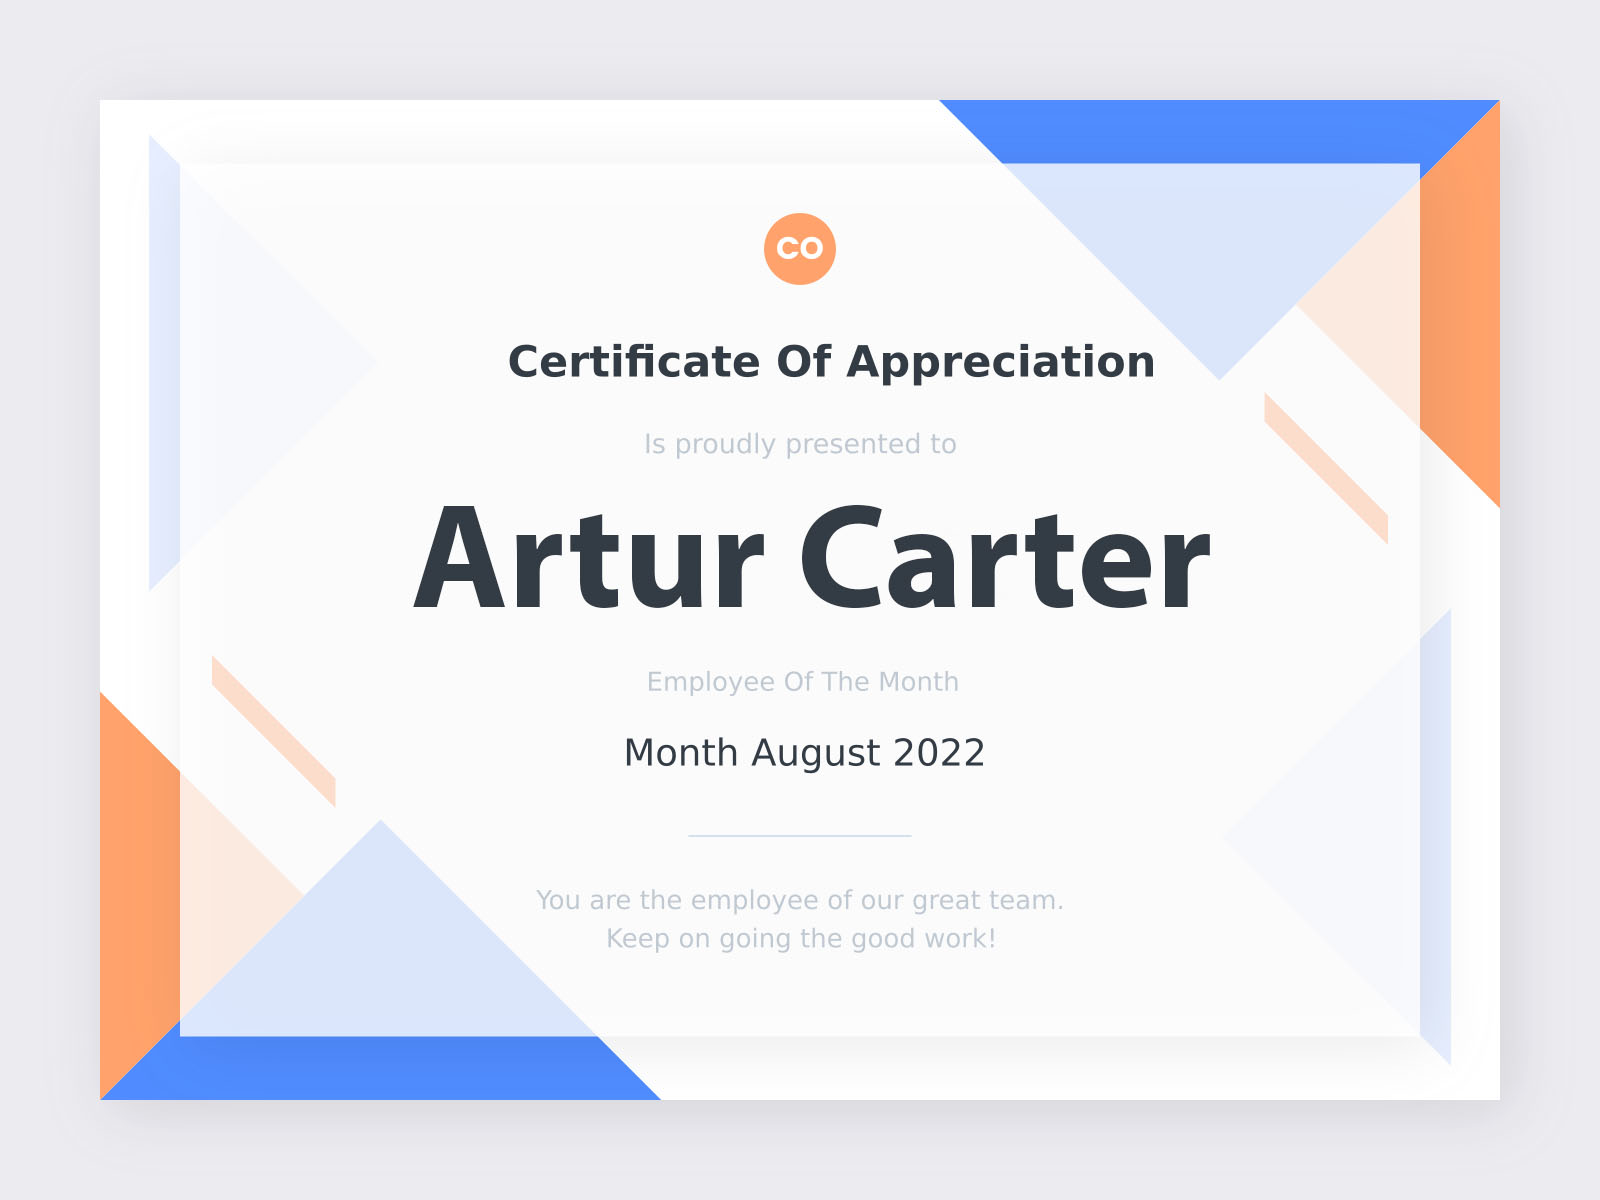 CO
Certificate Of Appreciation
Is proudly presented to
Artur Carter
Employee Of The Month
Month August 2022
You are the employee of our great team.
Keep on going the good work!